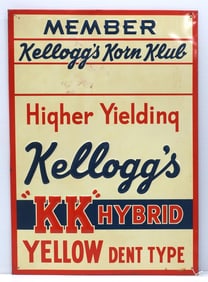 MEMBER
Kellogg's Korn Klub
Higher Yielding
Kellogg's
"KK" HYBRID
YELLOW DENT TYPE